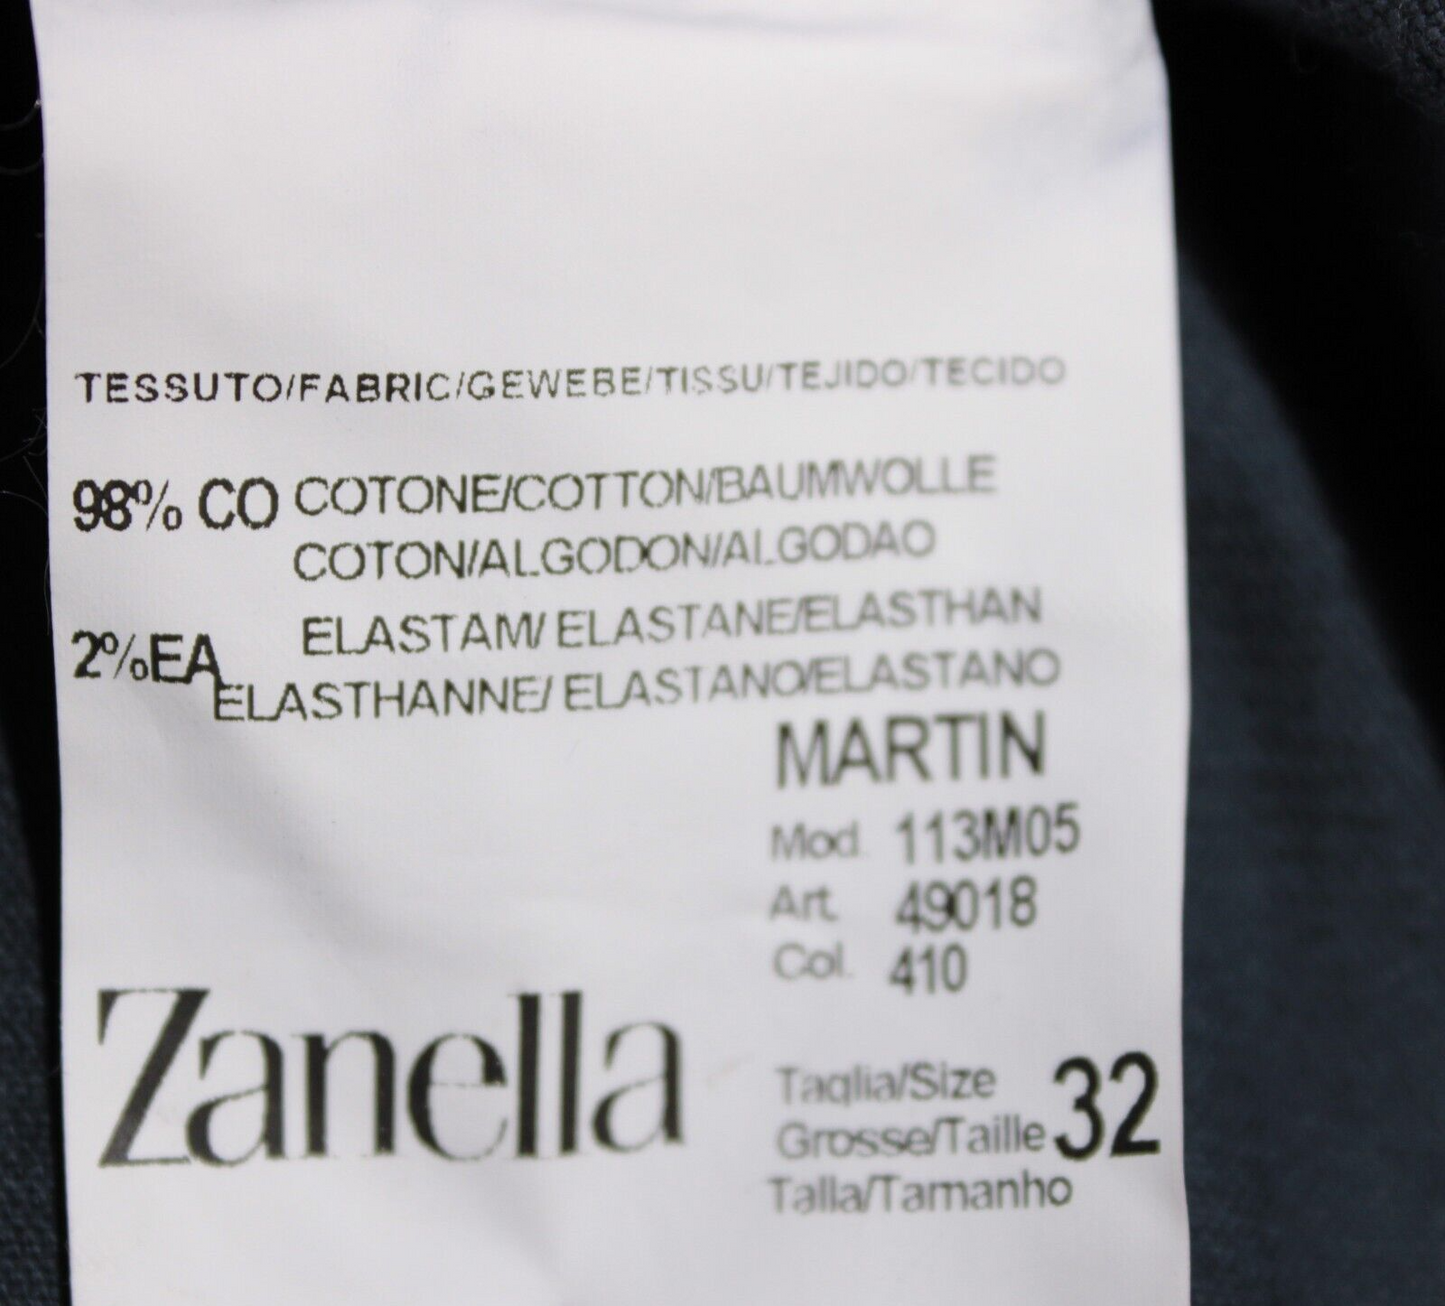 TESSUTO/FABRIC/GEWEBE/TISSU/TEJIDO/TECIDO
98% CO COTONE/COTTON/BAUMWOLLE
COTON/ALGODON/ALGODAO
2%EA ELASTAM/ ELASTANE/ELASTHAN
ELASTHANNE/ ELASTANO/ELASTANO
MARTIN
Mod. 113M05
Art. 49018
Col. 410
Zanella
Taglia/Size
Grosse/Taille 32
Talla/Tamanho